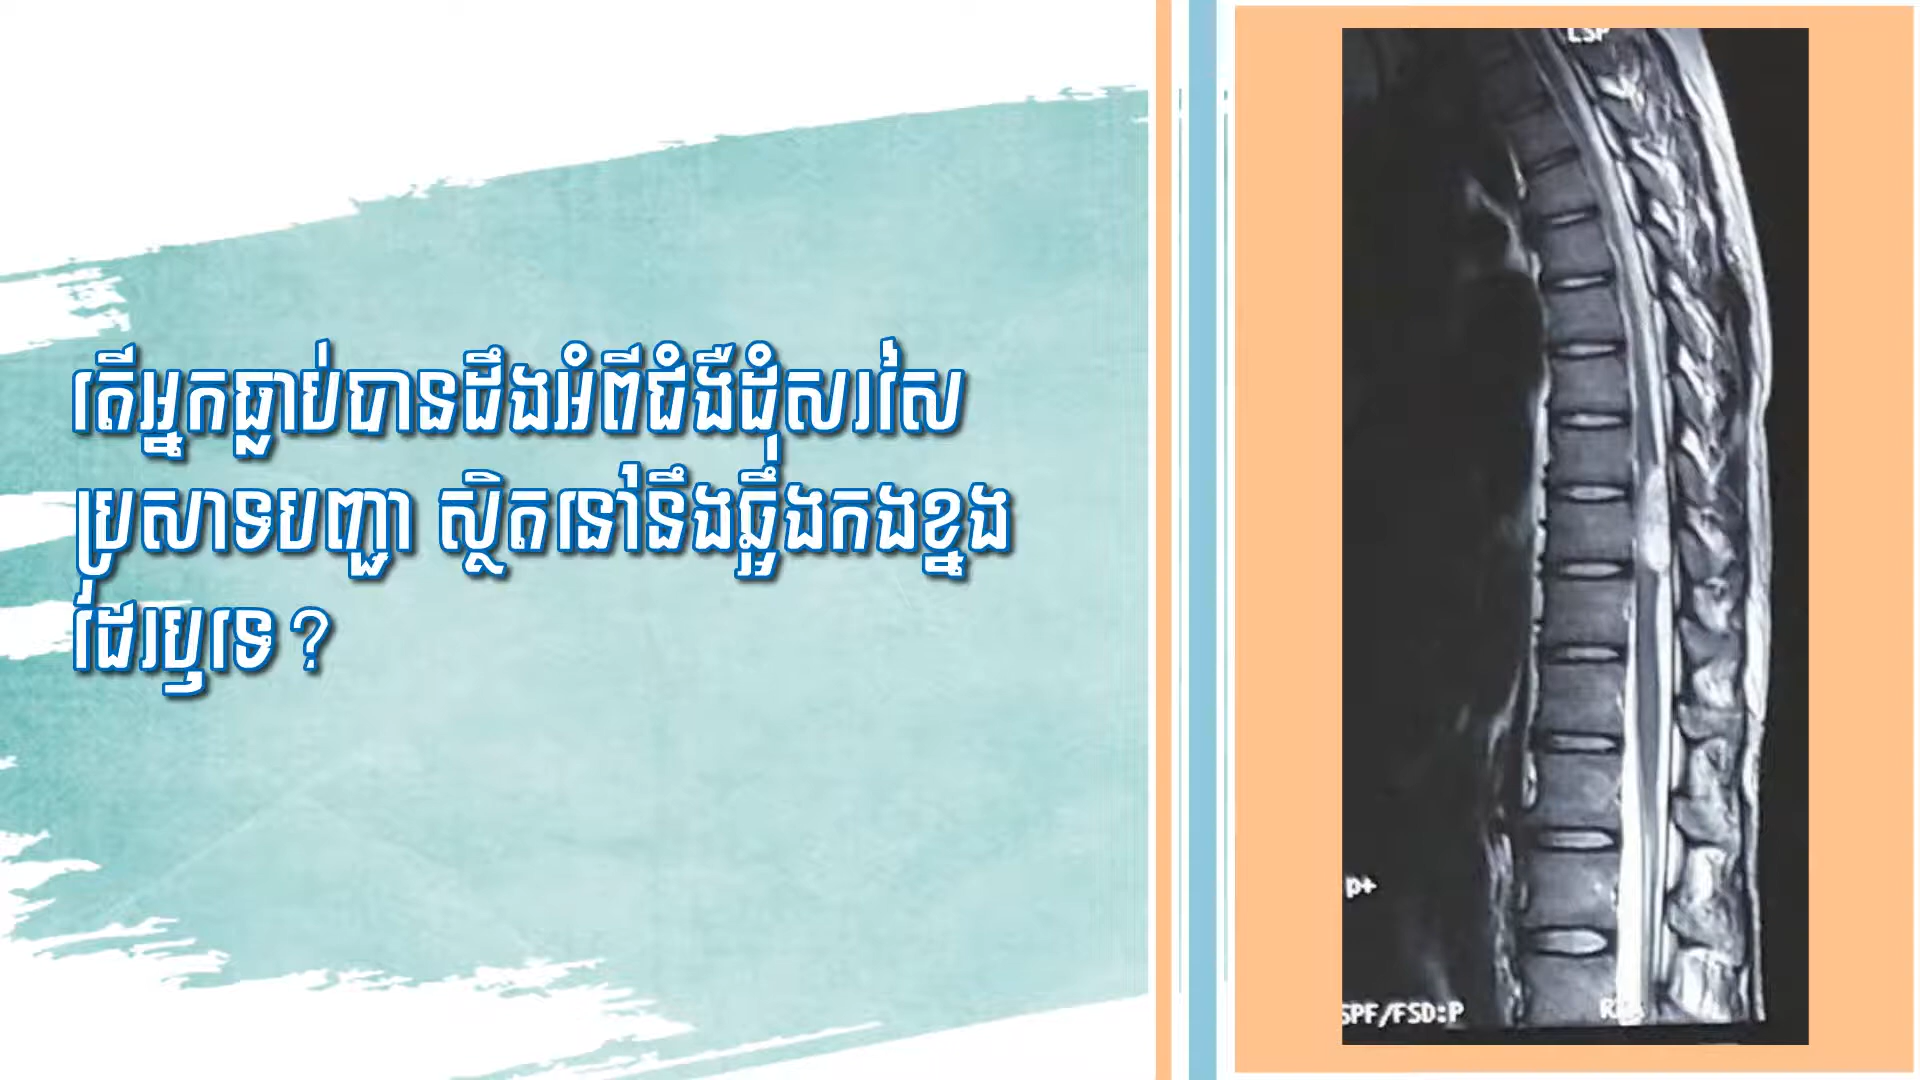 តើអ្នកធ្លាប់បានដឹងអំពីជំងឺដុំសរសៃ
ប្រសាទបញ្ជា ស្ថិតនៅនឹងឆ្អឹងកងខ្នង
ដែរឬទេ?
P+
SPF/FSD:P